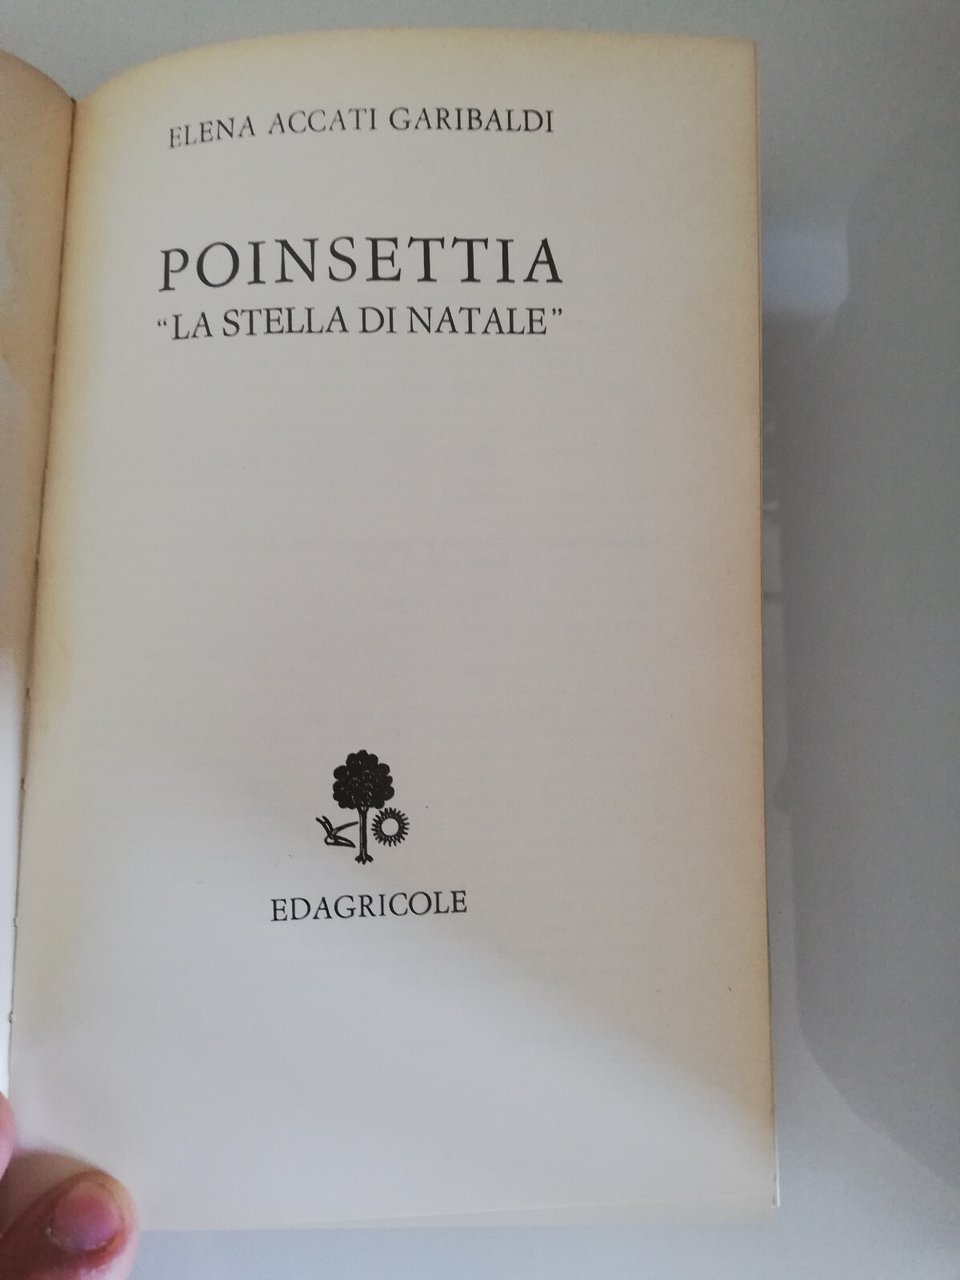 ELENA ACCATI GARIBALDI
POINSETTIA
“LA STELLA DI NATALE”
EDAGRICOLE